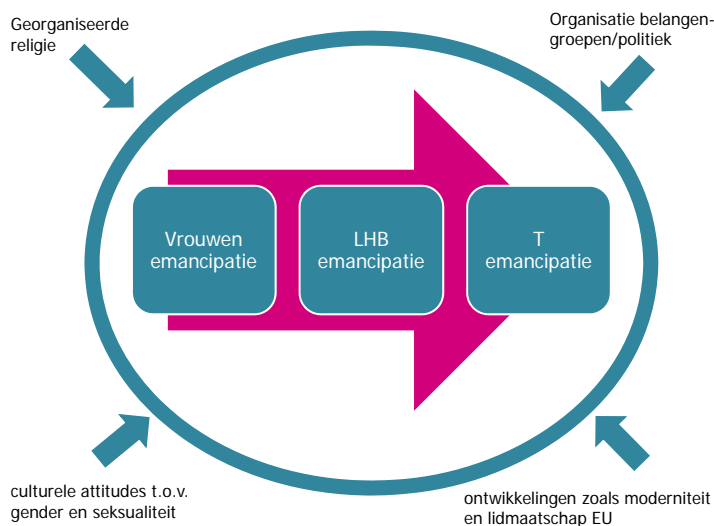 Georganiseerde
religie
Organisatie belangen-
groepen/politiek
Vrouwen
emancipatie
LHB
emancipatie
T
emancipatie
culturele attitudes t.o.v.
gender en seksualiteit
ontwikkelingen zoals moderniteit
en lidmaatschap EU